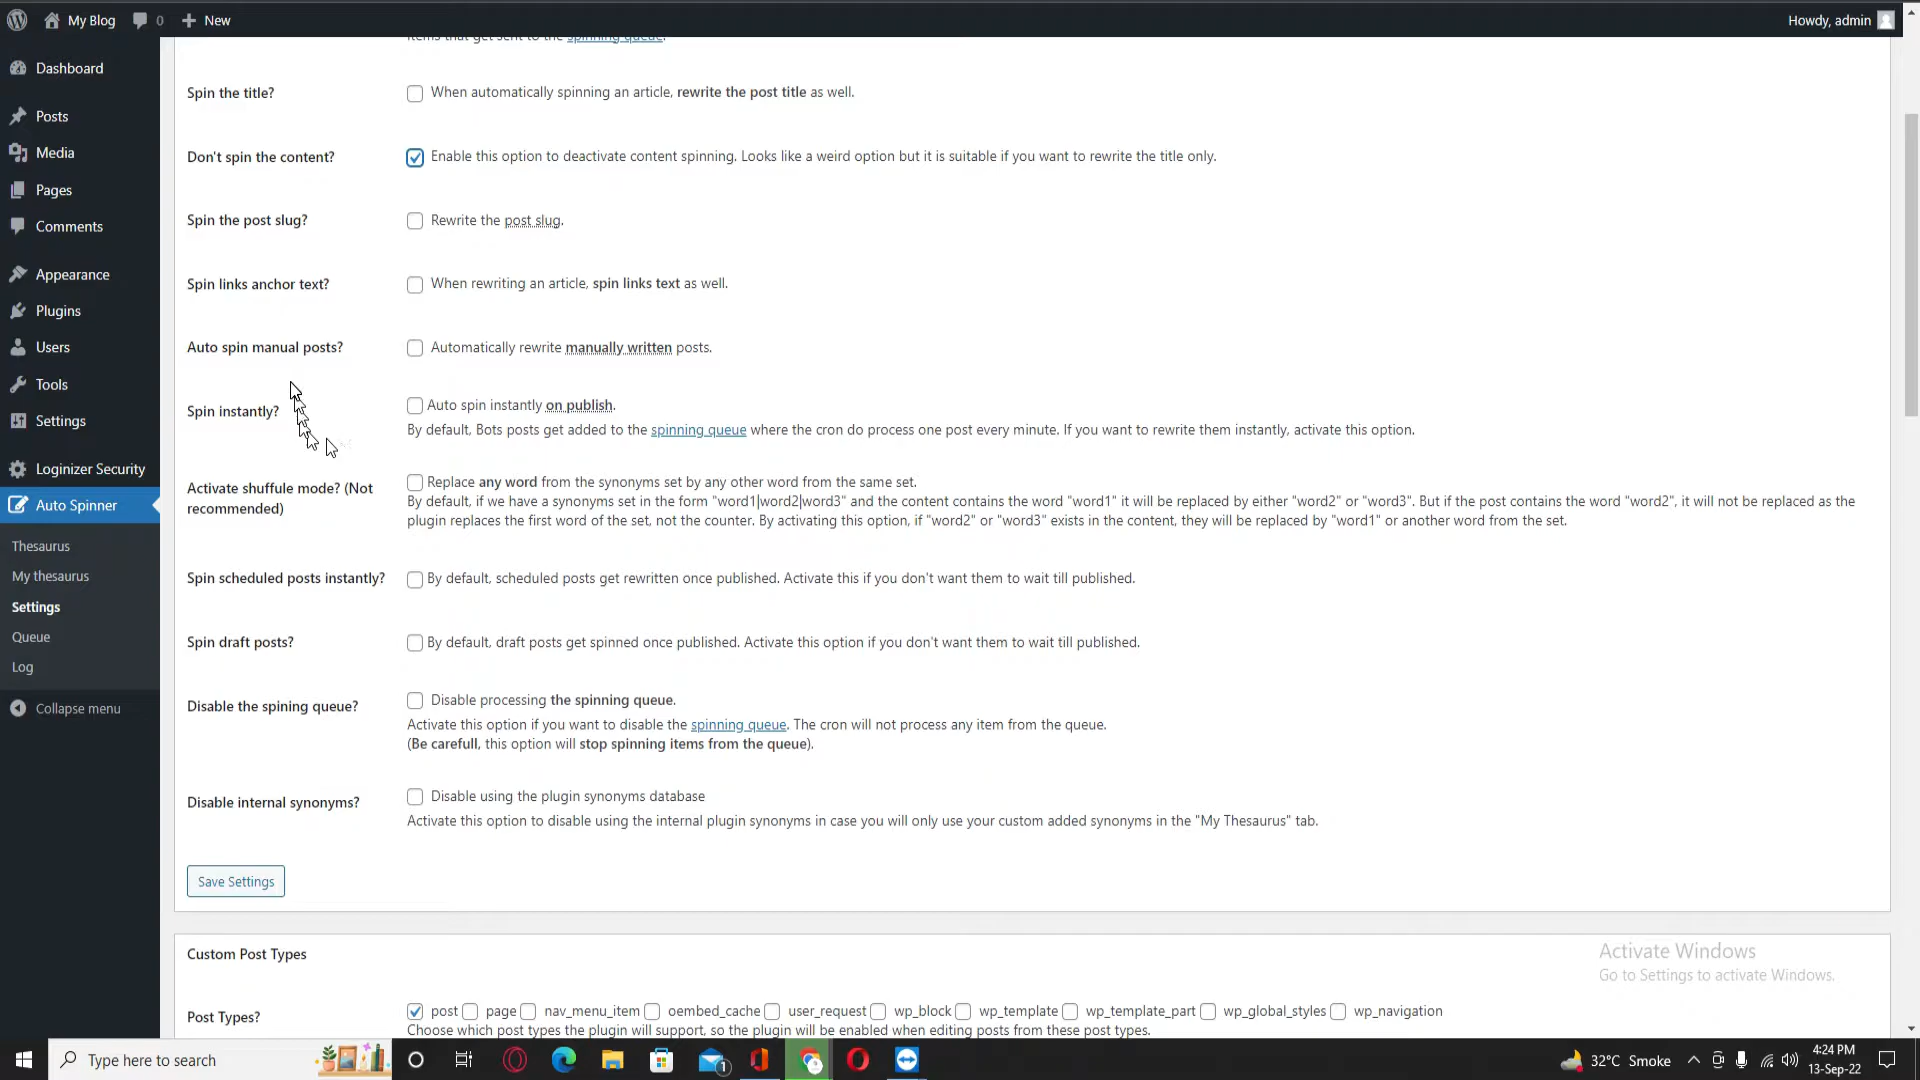 My Blog 0 New Howdy, admin
items that get sent to the spinning queue.
Dashboard
Posts
Media
Pages
Comments
Appearance
Plugins
Users
Tools
Settings
Loginizer Security
Auto Spinner
Thesaurus
My thesaurus
Settings
Queue
Log
Collapse menu
Spin the title? When automatically spinning an article, rewrite the post title as well.
Don't spin the content? Enable this option to deactivate content spinning. Looks like a weird option but it is suitable if you want to rewrite the title only.
Spin the post slug? Rewrite the post slug.
Spin links anchor text? When rewriting an article, spin links text as well.
Auto spin manual posts? Automatically rewrite manually written posts.
Spin instantly? Auto spin instantly on publish.
By default, Bots posts get added to the spinning queue where the cron do process one post every minute. If you want to rewrite them instantly, activate this option.
Activate shuffule mode? (Not
recommended)
Replace any word from the synonyms set by any other word from the same set.
By default, if we have a synonyms set in the form "word1|word2|word3" and the content contains the word "word1" it will be replaced by either "word2" or "word3". But if the post contains the word "word2", it will not be replaced as the
plugin replaces the first word of the set, not the counter. By activating this option, if "word2" or "word3" exists in the content, they will be replaced by "word1" or another word from the set.
Spin scheduled posts instantly? By default, scheduled posts get rewritten once published. Activate this if you don't want them to wait till published.
Spin draft posts? By default, draft posts get spinned once published. Activate this option if you don't want them to wait till published.
Disable the spining queue? Disable processing the spinning queue.
Activate this option if you want to disable the spinning queue. The cron will not process any item from the queue.
(Be carefull, this option will stop spinning items from the queue).
Disable internal synonyms? Disable using the plugin synonyms database
Activate this option to disable using the internal plugin synonyms in case you will only use your custom added synonyms in the "My Thesaurus" tab.
Save Settings
Custom Post Types
Post Types? post page nav_menu_item oembed_cache user_request wp_block wp_template wp_template_part wp_global_styles wp_navigation
Choose which post types the plugin will support, so the plugin will be enabled when editing posts from these post types.
Activate Windows
Go to Settings to activate Windows.
Type here to search
1
32°C Smoke
4:24 PM
13-Sep-22